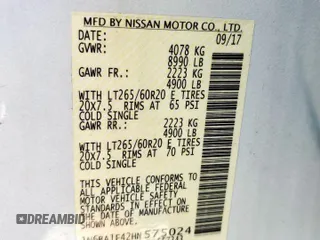 MFD BY NISSAN MOTOR CO., LTD.
DATE: 09/17
GVWR: 4078 KG
8990 LB
GAWR FR.: 2223 KG
4900 LB
WITH LT265/60R20 E TIRES
20X7.5 RIMS AT 65 PSI
COLD SINGLE
GAWR RR.: 2223 KG
4900 LB
WITH LT265/60R20 E TIRES
20X7.5 RIMS AT 70 PSI
COLD SINGLE
THIS VEHICLE CONFORMS TO
ALL APPLICABLE FEDERAL MOTOR
VEHICLE SAFETY STANDARDS
IN EFFECT ON THE DATE OF
MANUFACTURE SHOWN ABOVE.
575024
DREAMBID